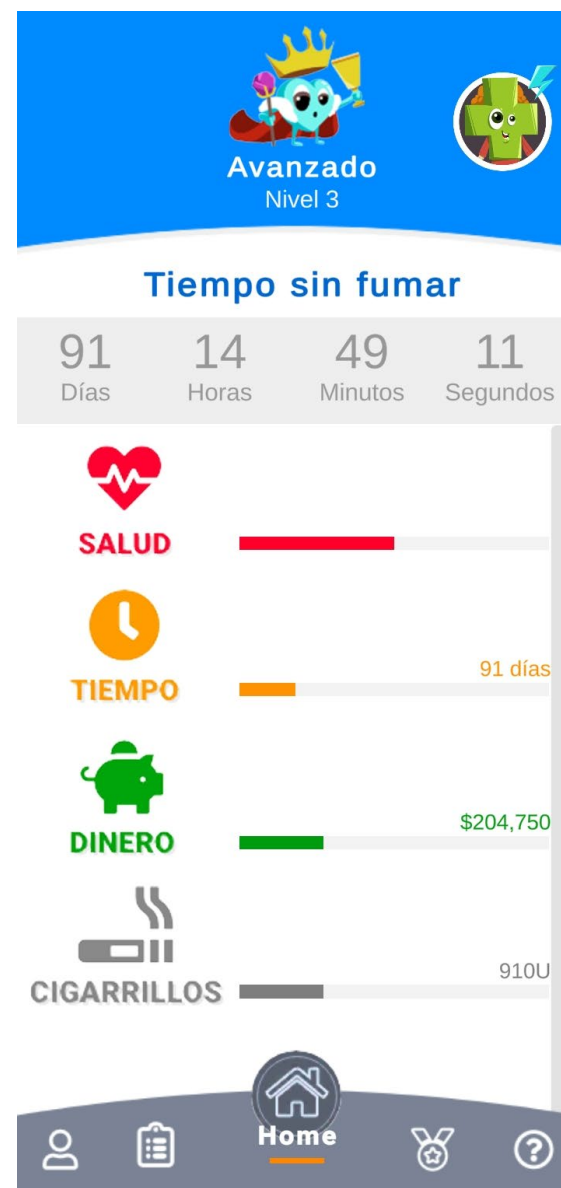 Avanzado
Nivel 3
Tiempo sin fumar
91 14 49 11
Días Horas Minutos Segundos
SALUD
91 días
TIEMPO
$204,750
DINERO
910U
CIGARRILLOS
Home
?